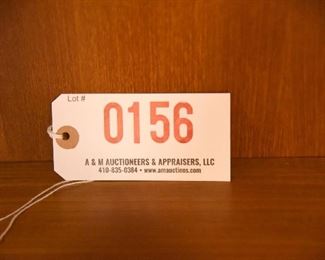 Lot #
0156
A & M AUCTIONEERS & APPRAISERS, LLC
410-835-0384 • www.amauctions.com